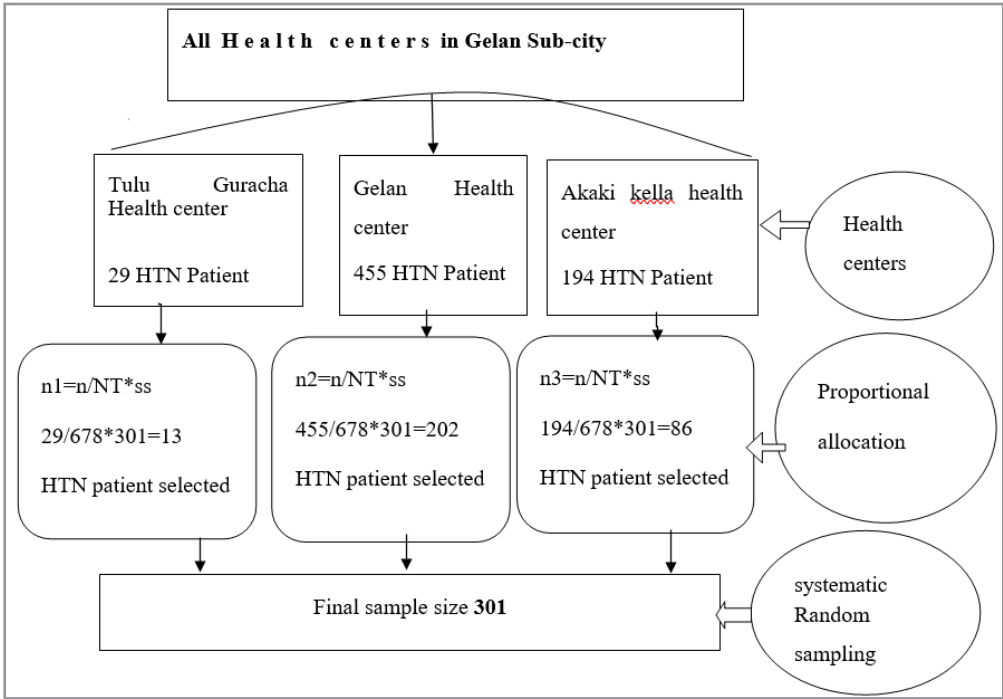 All H e a l t h c e n t e r s in Gelan Sub-city
Tulu Guracha
Health center
29 HTN Patient
Gelan Health
center
455 HTN Patient
Akaki kella health
center
194 HTN Patient
Health
centers
n1=n/NT*ss
29/678*301=13
HTN patient selected
n2=n/NT*ss
455/678*301=202
HTN patient selected
n3=n/NT*ss
194/678*301=86
HTN patient selected
Proportional
allocation
Final sample size 301
systematic
Random
sampling